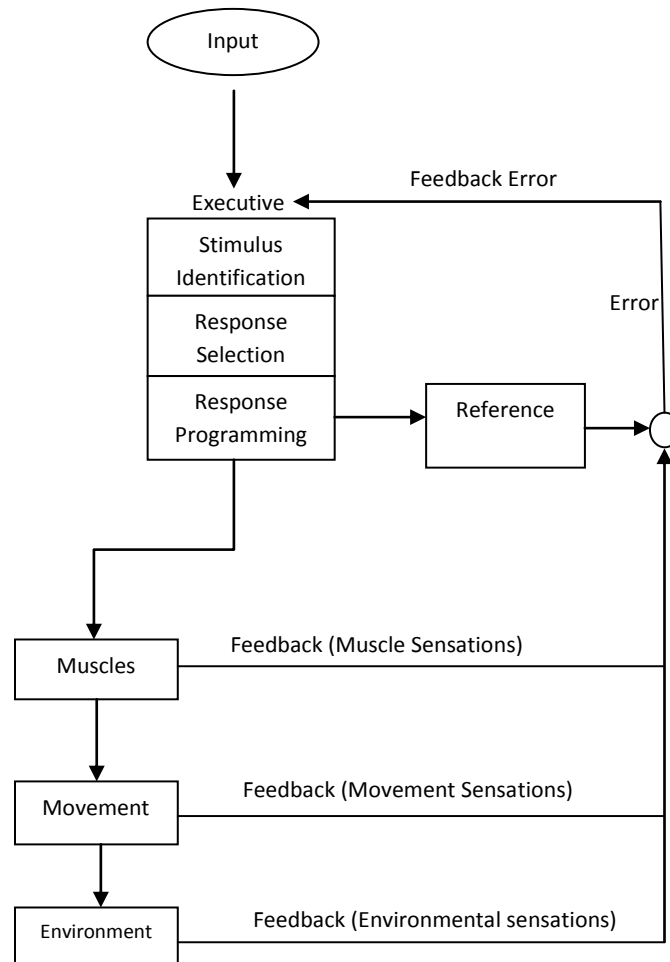 Input
Feedback Error
Executive
Stimulus
Identification
Error
Response
Selection
Response
Programming
Reference
Feedback (Muscle Sensations)
Muscles
Feedback (Movement Sensations)
Movement
Feedback (Environmental sensations)
Environment